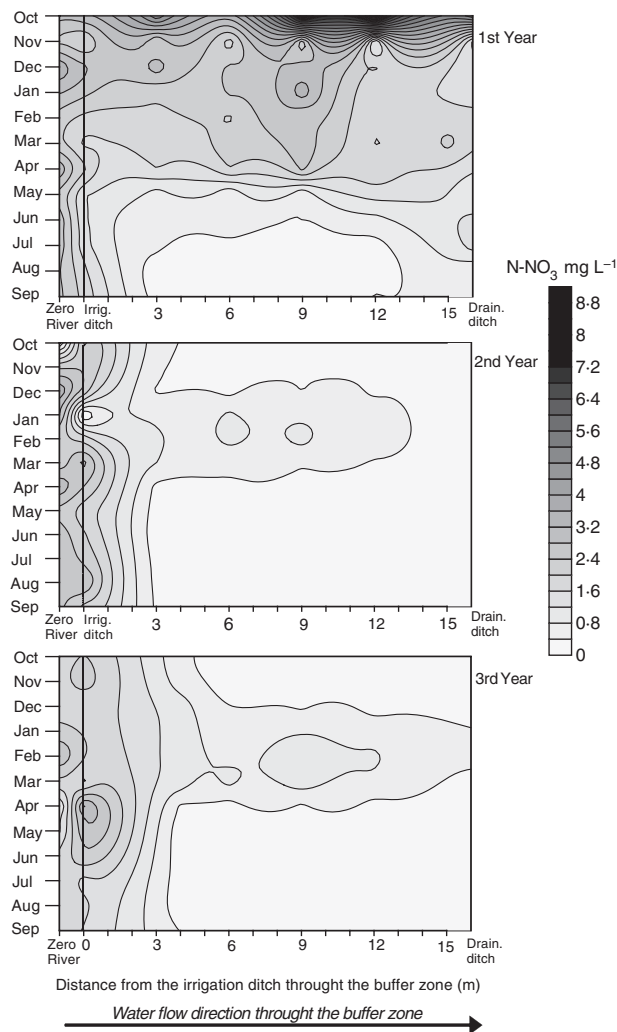 Oct
Nov
Dec
Jan
Feb
Mar
Apr
May
Jun
Jul
Aug
Sep
1st Year
Zero River
Irrig. ditch
3
6
9
12
15
Drain. ditch
N-NO3 mg L–1
8·8
8
7·2
6·4
5·6
4·8
4
3·2
2·4
1·6
0·8
0
Oct
Nov
Dec
Jan
Feb
Mar
Apr
May
Jun
Jul
Aug
Sep
2nd Year
Zero River
Irrig. ditch
3
6
9
12
15
Drain. ditch
Oct
Nov
Dec
Jan
Feb
Mar
Apr
May
Jun
Jul
Aug
Sep
3rd Year
Zero River
0
3
6
9
12
15
Drain. ditch
Distance from the irrigation ditch throught the buffer zone (m)
Water flow direction throught the buffer zone